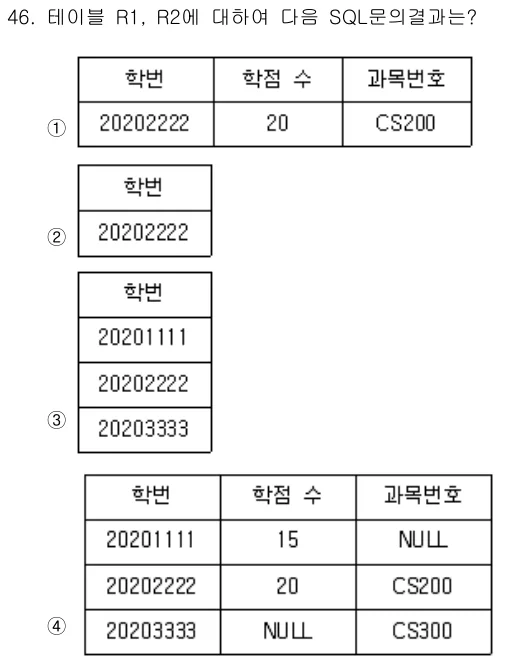 46. 테이블 R1, R2에 대하여 다음 SQL문의결과는?
학번 학점 수 과목번호
① 20202222 20 CS200
학번
② 20202222
학번
20201111
20202222
③ 20203333
학번 학점 수 과목번호
20201111 15 NULL
20202222 20 CS200
④ 20203333 NULL CS300